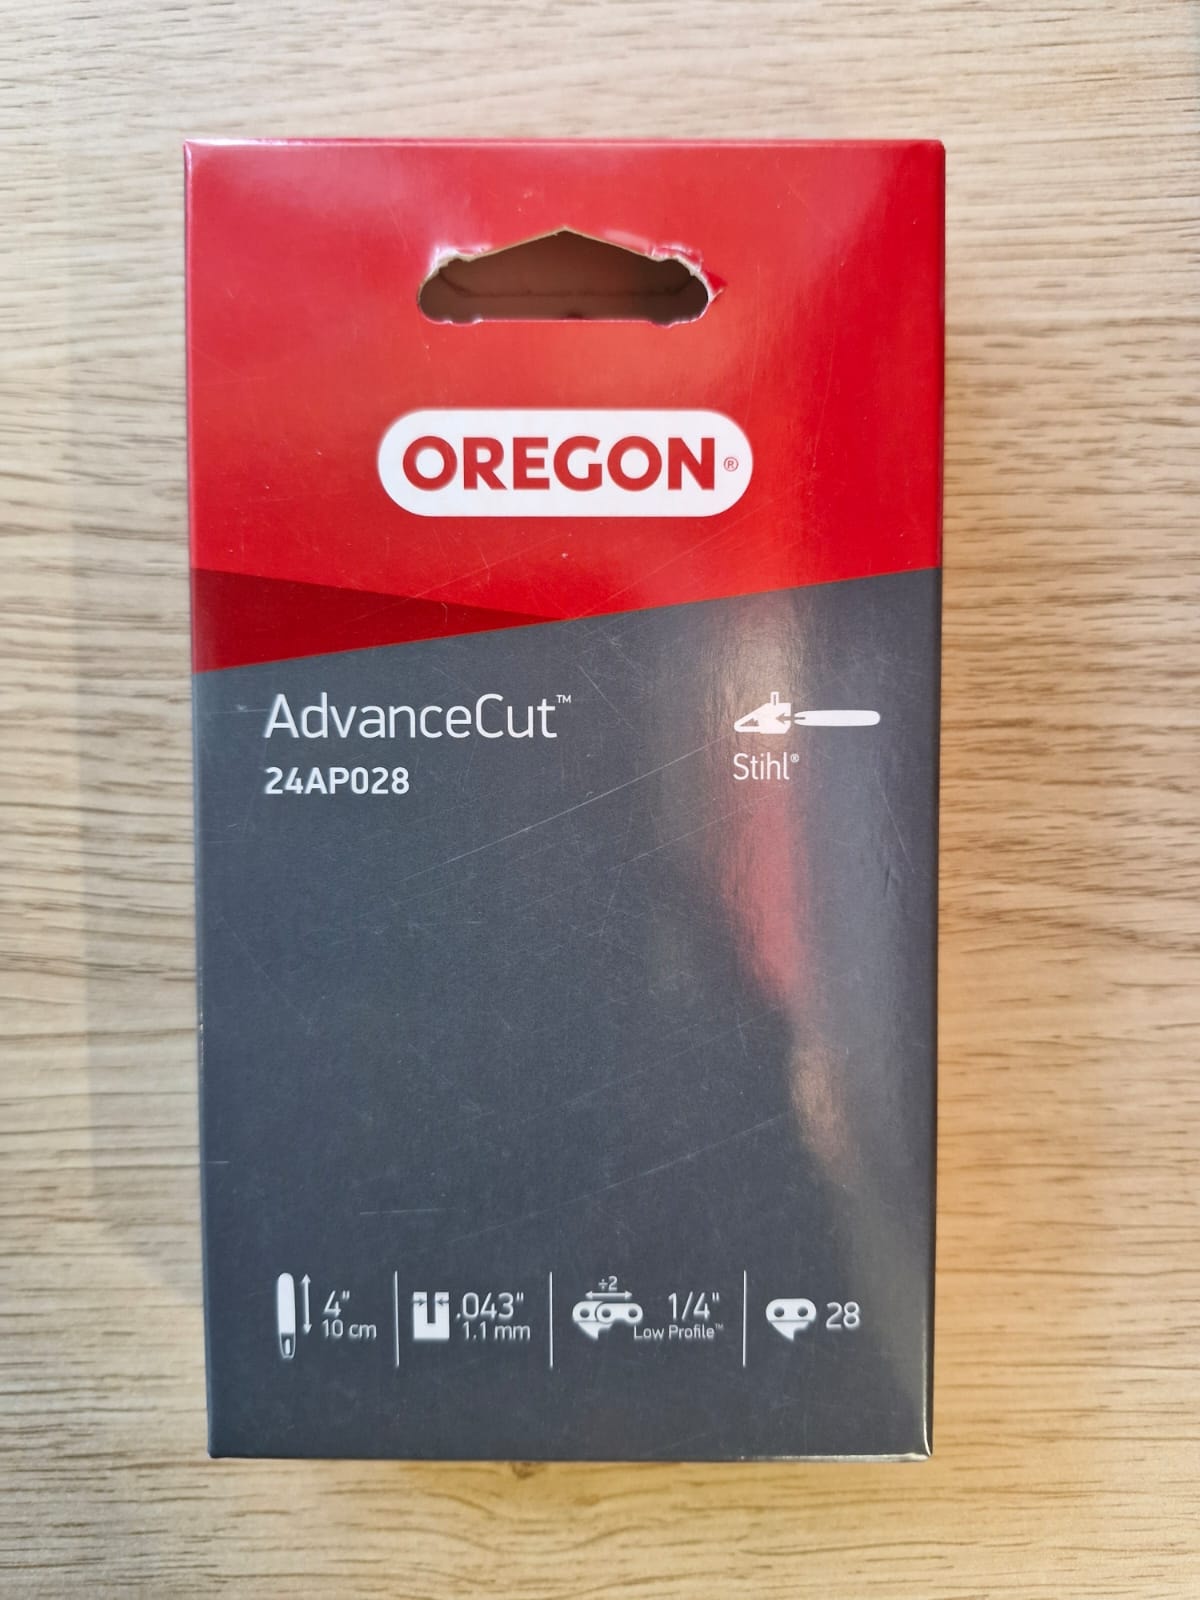 OREGON®
AdvanceCut™
24AP028
Stihl®
4"
10 cm
.043"
1.1 mm
÷2
1/4"
Low Profile™
28